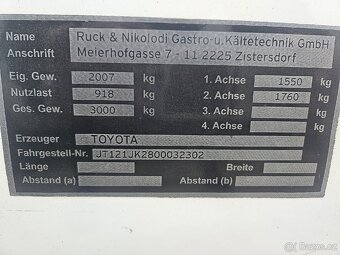 Name Ruck & Nikolodi Gastro-u.Kältetechnik GmbH
Anschrift Meierhofgasse 7 - 11 2225 Zistersdorf
Eig. Gew. 2007 kg 1. Achse 1550 kg
Nutzlast 918 kg 2. Achse 1760 kg
Ges. Gew. 3000 kg 3. Achse kg
4. Achse kg
Erzeuger TOYOTA
Fahrgestell-Nr. JT121JK2800032302
Länge Breite
Abstand (a) Abstand (b)
bazoš.cz